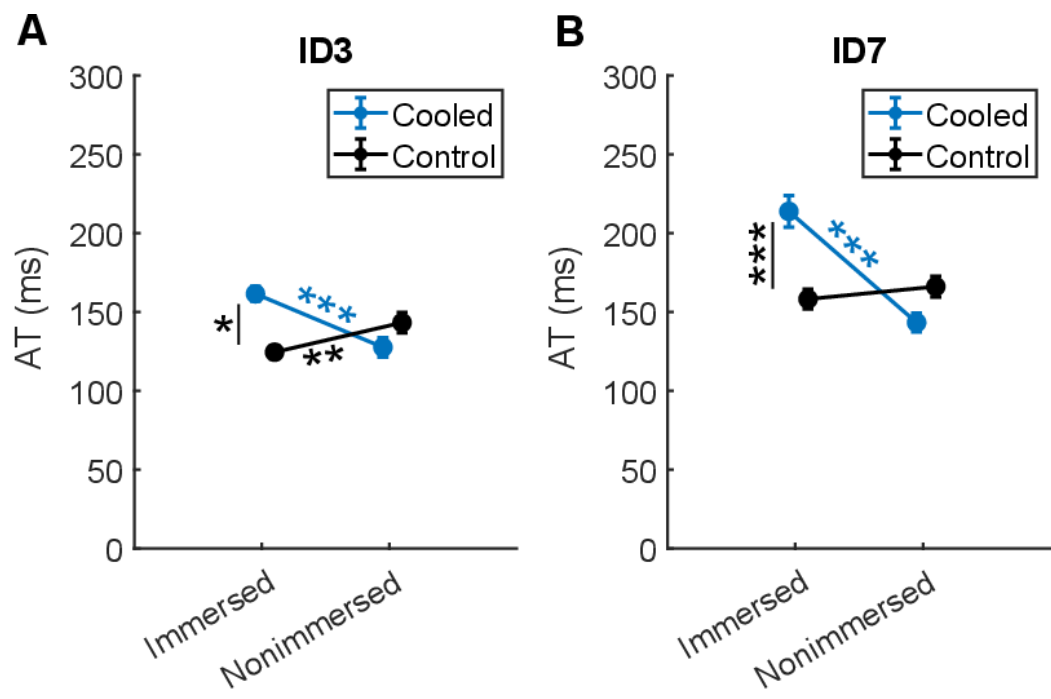 A
ID3
300
250
200
150
100
50
0
AT (ms)
Cooled
Control
***
*
**
Immersed
Nonimmersed
B
ID7
300
250
200
150
100
50
0
AT (ms)
Cooled
Control
***
***
Immersed
Nonimmersed